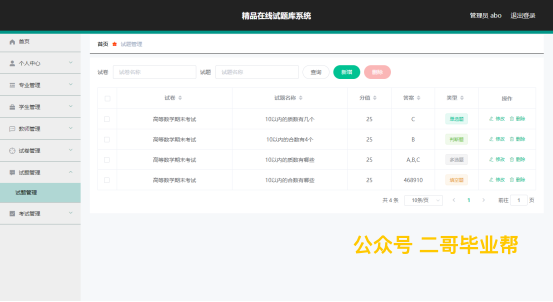 精品在线试题库系统
管理员 abo 退出登录
首页
个人中心
专业管理
学生管理
教师管理
试卷管理
试题管理
试题管理
考试管理
首页 试题管理
试卷 试卷名称 试题 试题名称 查询 新增 删除
试卷 试题名称 分值 答案 类型 操作
高等数学期末考试 10以内的质数有几个 25 C 单选题 修改 删除
高等数学期末考试 10以内的合数有4个 25 B 判断题 修改 删除
高等数学期末考试 10以内的质数有哪些 25 A,B,C 多选题 修改 删除
高等数学期末考试 10以内的合数有哪些 25 468910 填空题 修改 删除
共 4 条 10条/页 1 前往 1 页
公众号 二哥毕业帮